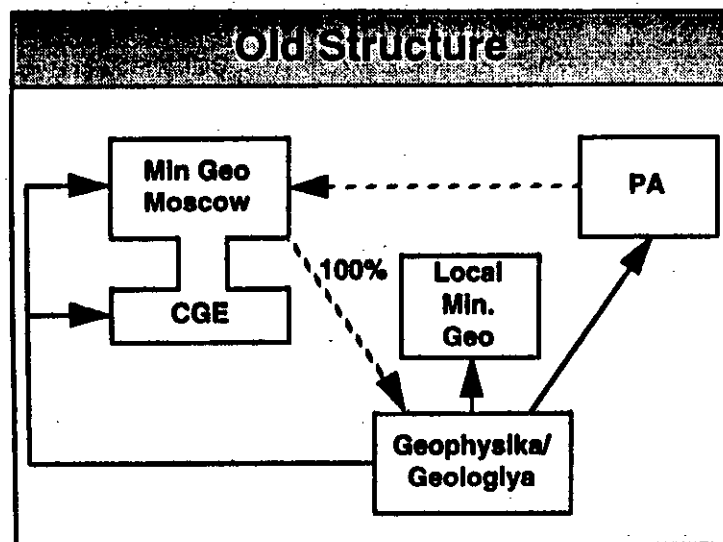 Old Structure
Min Geo
Moscow
PA
100%
Local
Min.
Geo
CGE
Geophysika/
Geologiya